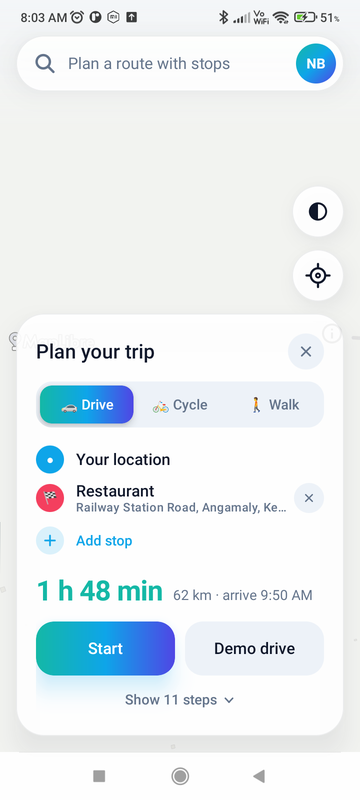 8:03 AM
Vo
WiFi
51%
Plan a route with stops
NB
Plan your trip
Drive
Cycle
Walk
Your location
Restaurant
Railway Station Road, Angamaly, Ke...
Add stop
1 h 48 min 62 km · arrive 9:50 AM
Start
Demo drive
Show 11 steps